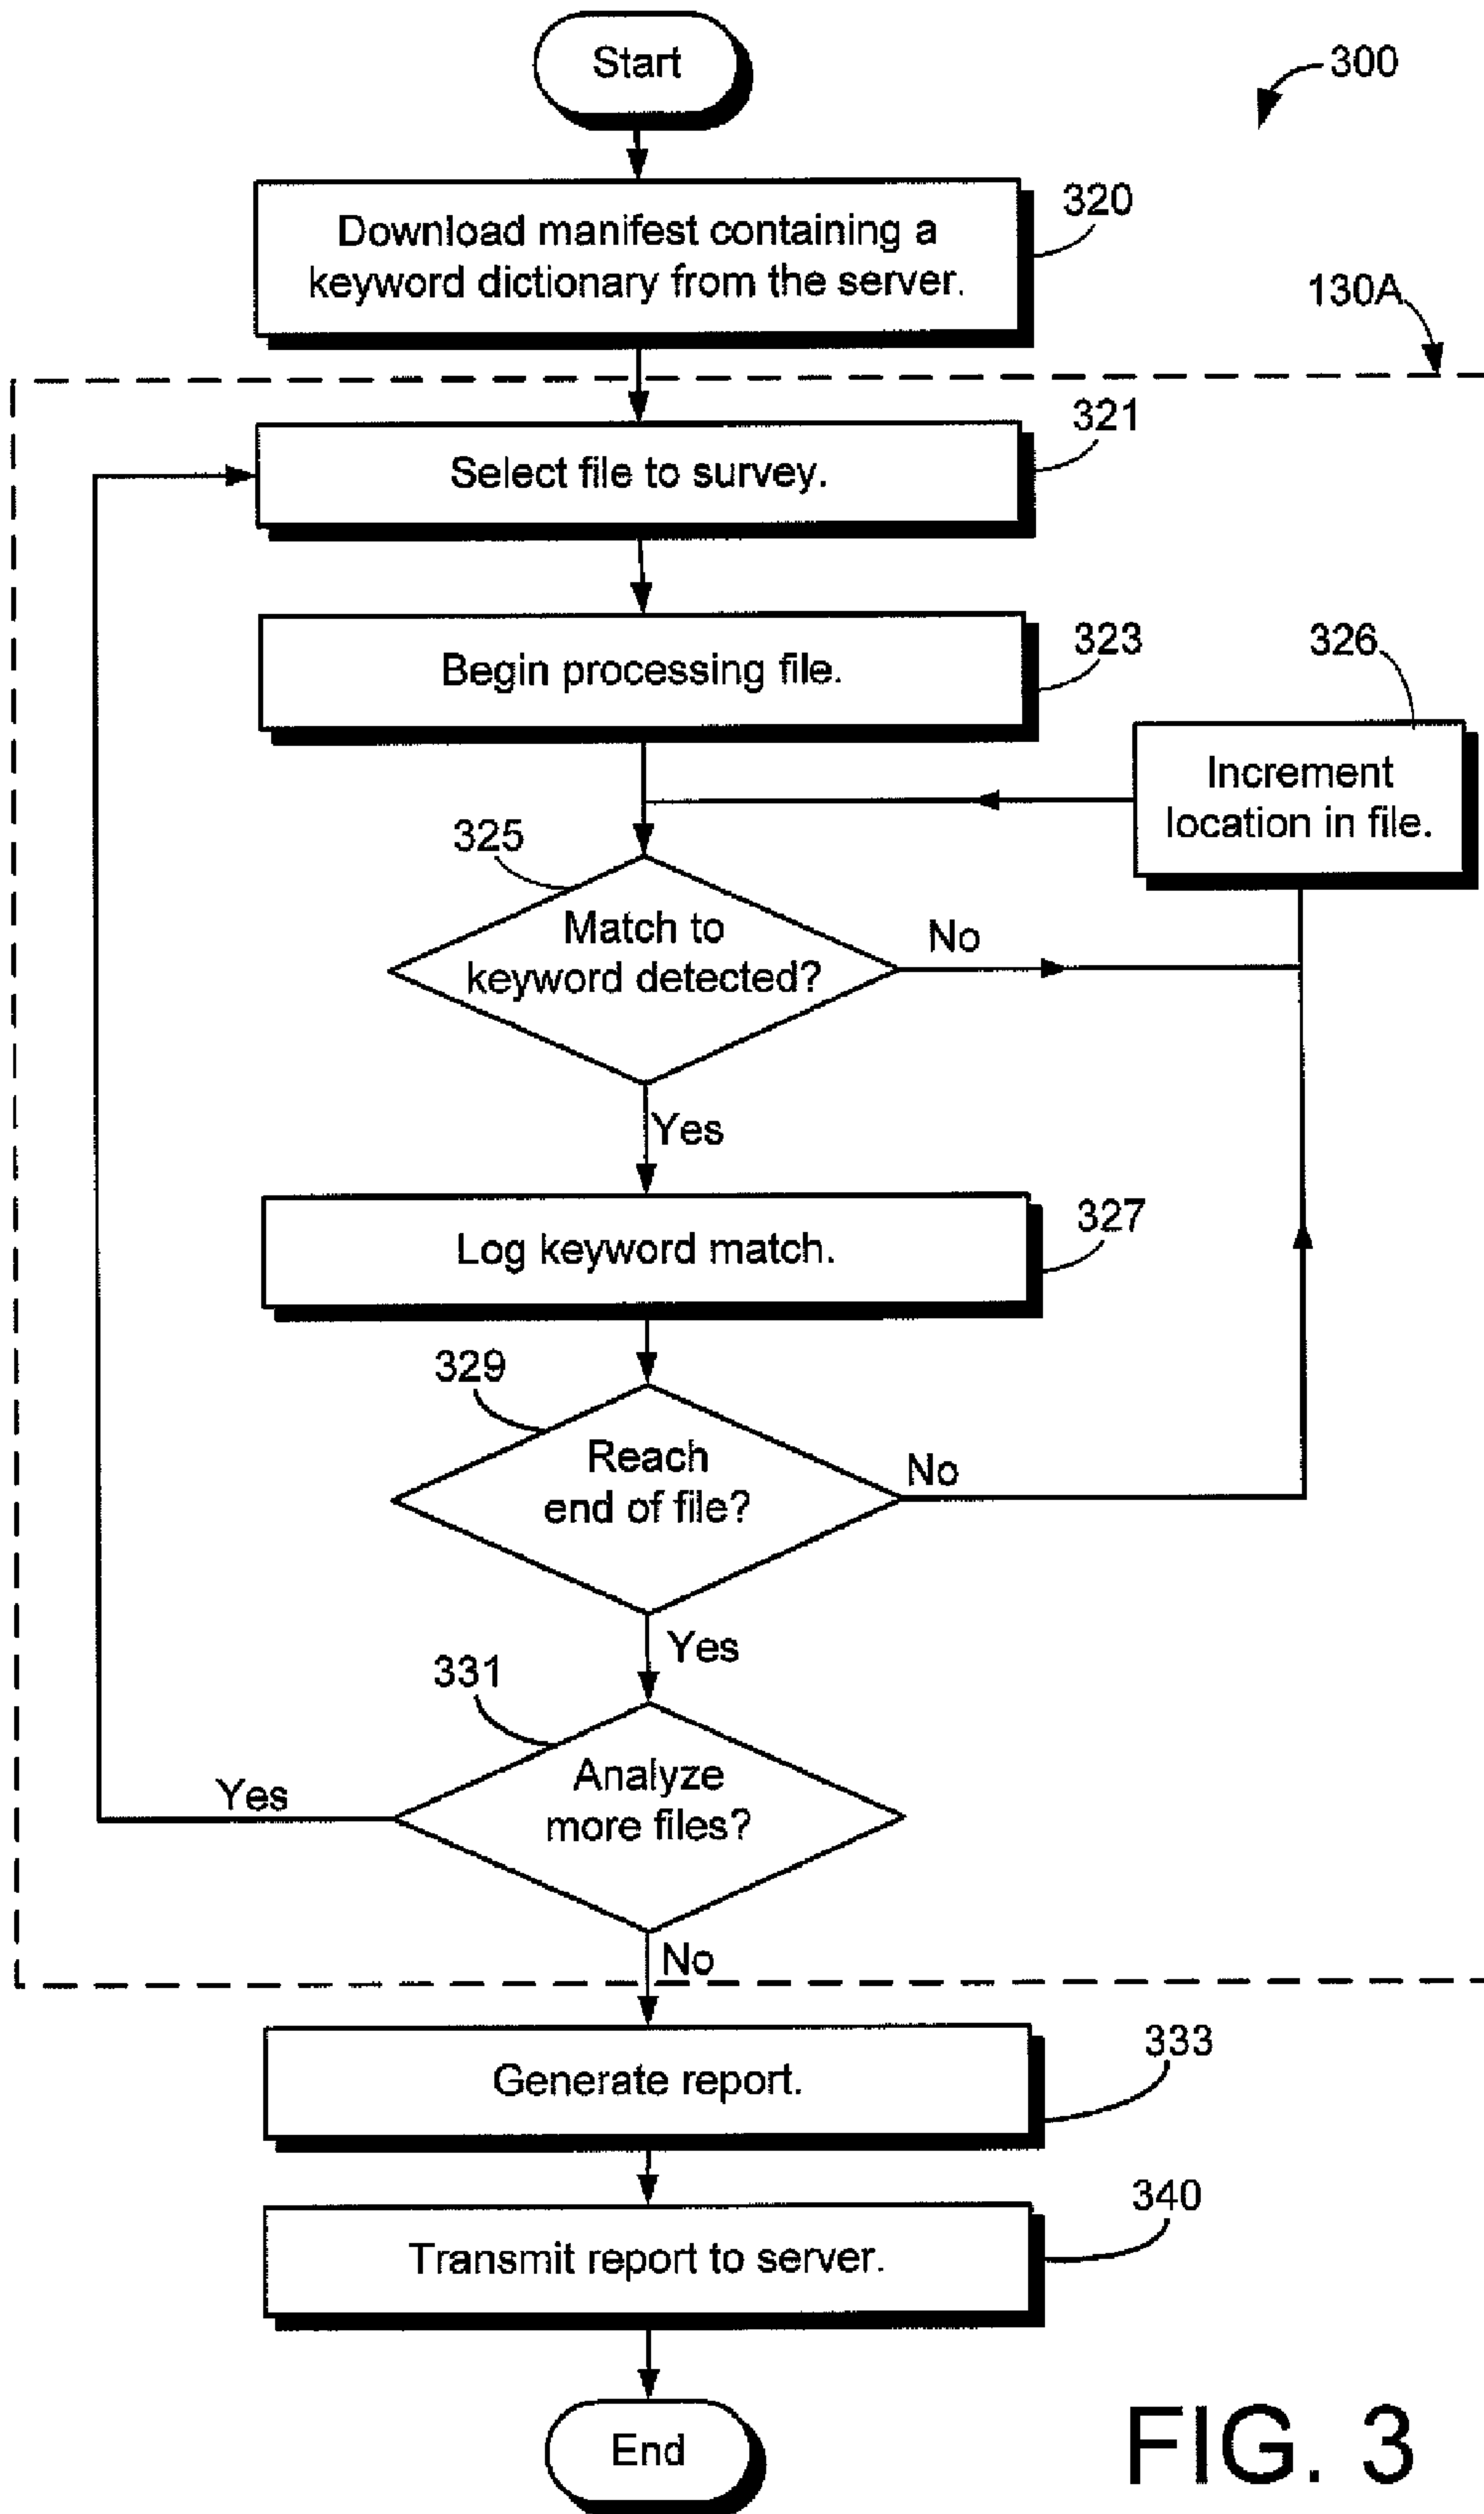 Start
300
Download manifest containing a
keyword dictionary from the server.
320
130A
Select file to survey.
321
Begin processing file.
323
326
Increment
location in file.
325
Match to
keyword detected?
No
Yes
Log keyword match.
327
329
Reach
end of file?
No
Yes
331
Analyze
more files?
Yes
No
Generate report.
333
Transmit report to server.
340
End
FIG. 3